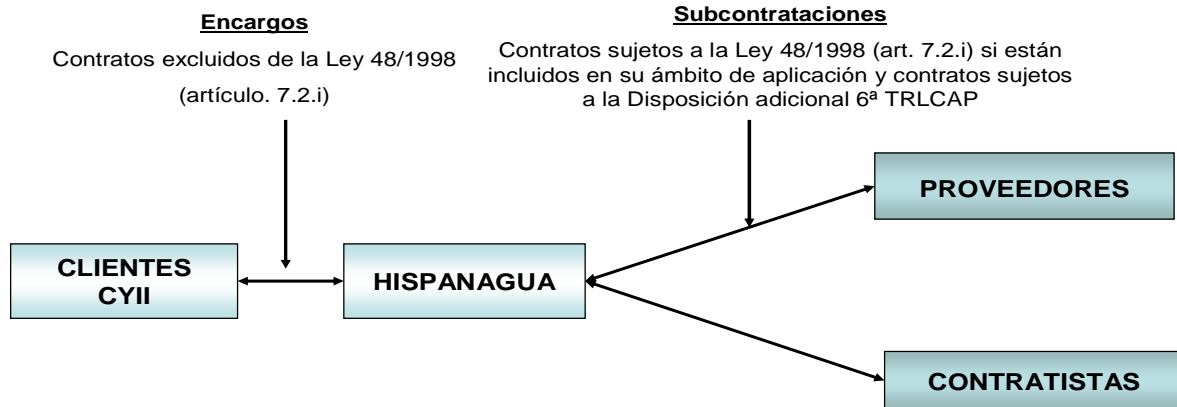 Encargos
Contratos excluidos de la Ley 48/1998
(artículo. 7.2.i)
Subcontrataciones
Contratos sujetos a la Ley 48/1998 (art. 7.2.i) si están
incluidos en su ámbito de aplicación y contratos sujetos
a la Disposición adicional 6ª TRLCAP
PROVEEDORES
CLIENTES
CYII
HISPANAGUA
CONTRATISTAS